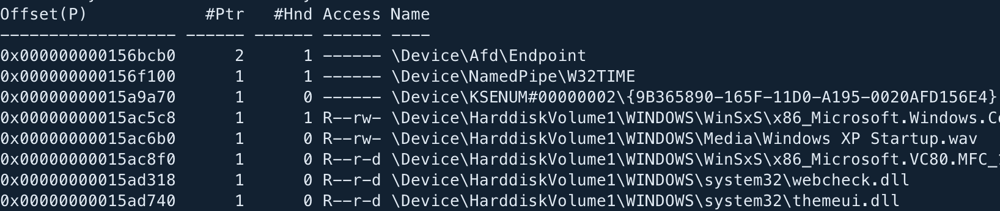 Offset(P)            #Ptr   #Hnd Access Name
------------------ ------ ------ ------ ----
0x000000000156bcb0      2      1 ------ \Device\Afd\Endpoint
0x000000000156f100      1      1 ------ \Device\NamedPipe\W32TIME
0x00000000015a9a70      1      0 ------ \Device\KSENUM#00000002\{9B365890-165F-11D0-A195-0020AFD156E4}
0x00000000015ac5c8      1      1 R--rw- \Device\HarddiskVolume1\WINDOWS\WinSxS\x86_Microsoft.Windows.Co
0x00000000015ac6b0      1      0 R--rw- \Device\HarddiskVolume1\WINDOWS\Media\Windows XP Startup.wav
0x00000000015ac8f0      1      0 R--r-d \Device\HarddiskVolume1\WINDOWS\WinSxS\x86_Microsoft.VC80.MFC_
0x00000000015ad318      1      0 R--r-d \Device\HarddiskVolume1\WINDOWS\system32\webcheck.dll
0x00000000015ad740      1      0 R--r-d \Device\HarddiskVolume1\WINDOWS\system32\themeui.dll